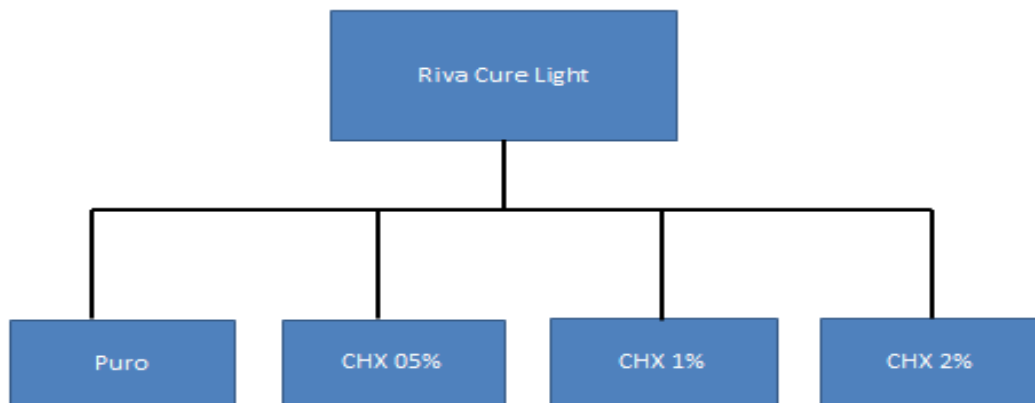 Riva Cure Light
Puro
CHX 05%
CHX 1%
CHX 2%